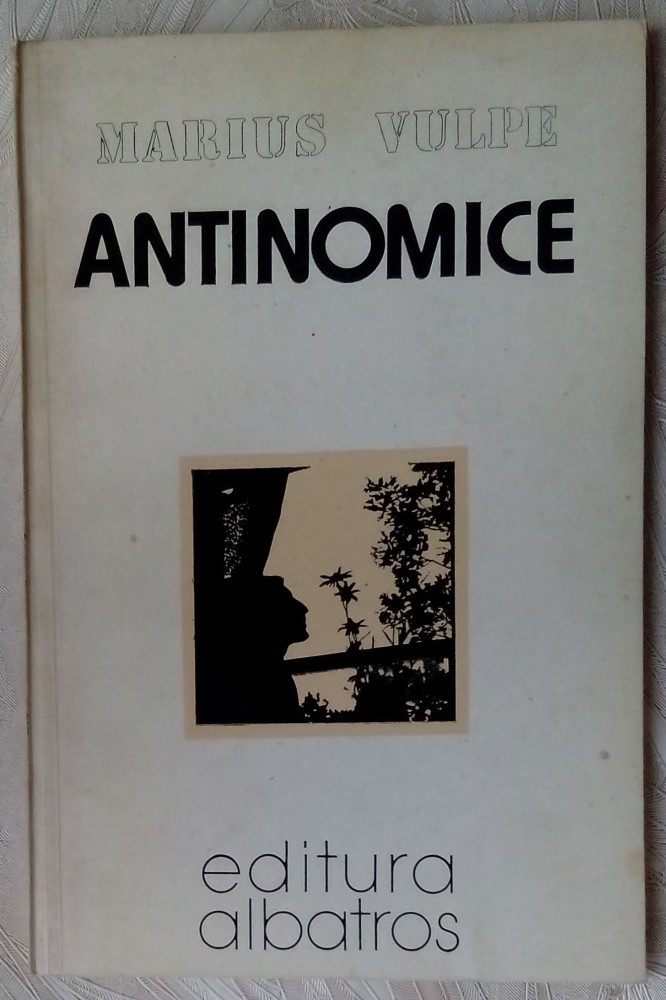 MARIUS VULPE
ANTINOMICE
editura
albatros